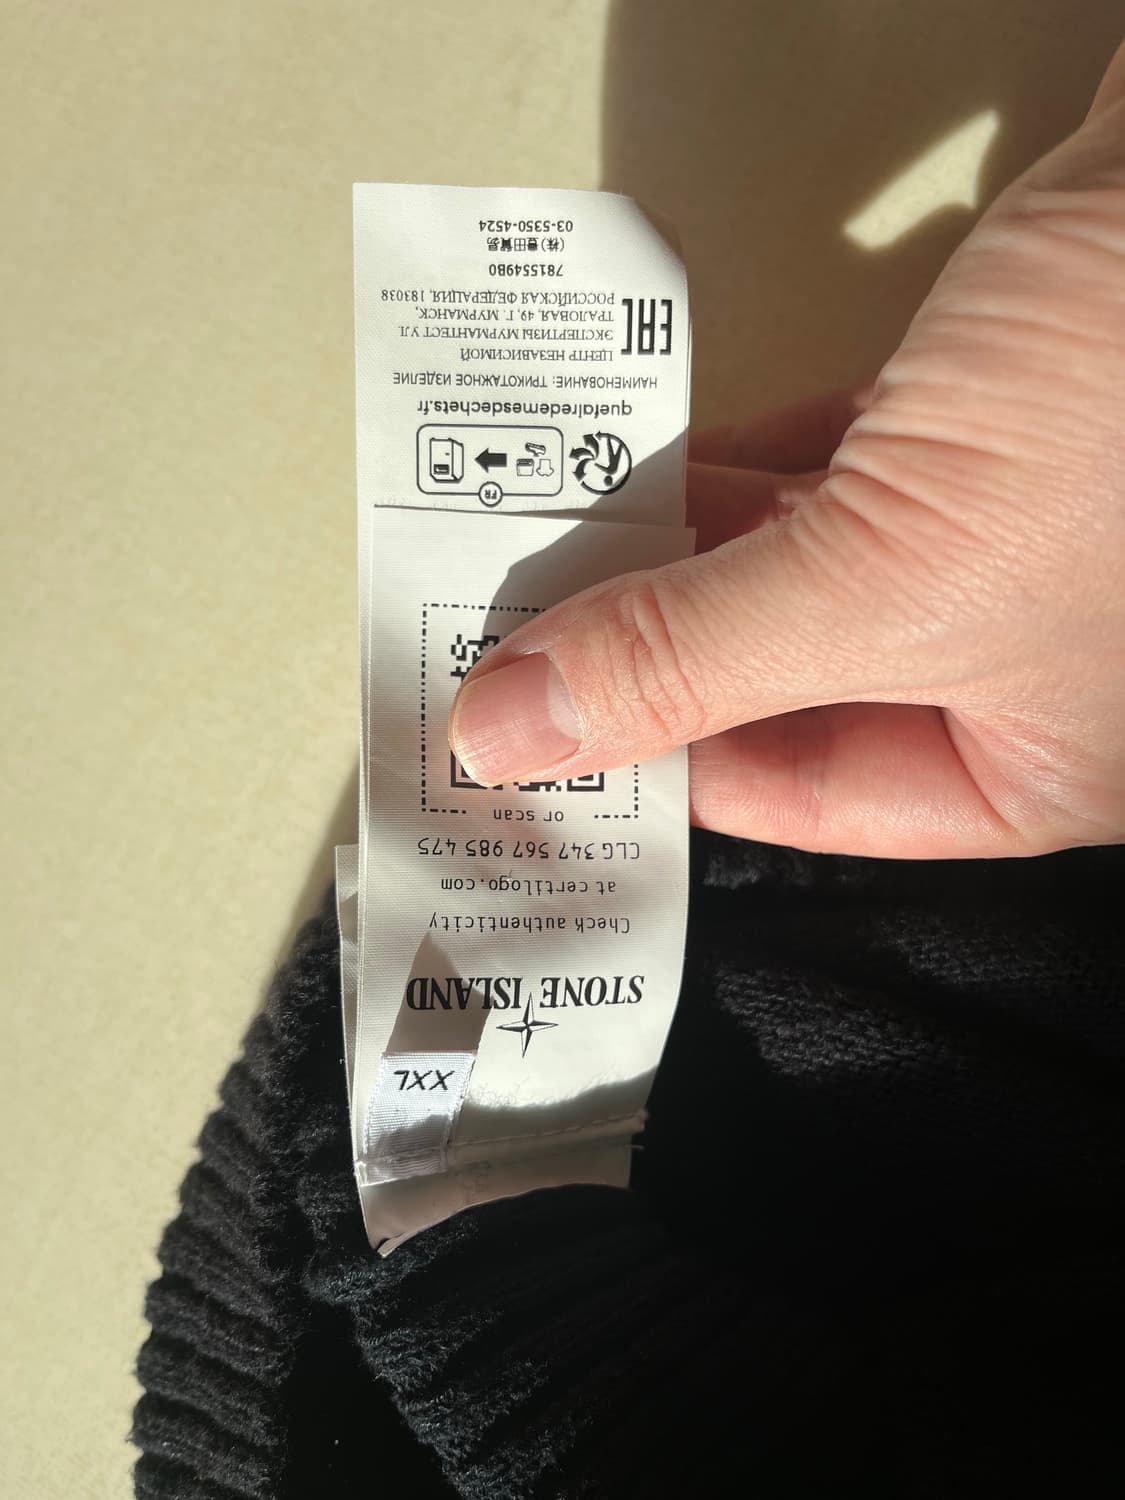 XXL
STONE ISLAND
Check authenticity
at certilogo.com
CLG 347 567 985 475
or scan
FR
quefairedemesdechets.fr
НАИМЕНОВАНИЕ: ТРИКОТАЖНОЕ ИЗДЕЛИЕ
EAC
ЦЕНТР НЕЗАВИСИМОЙ
ЭКСПЕРТИЗЫ МУРМАНТЕСТ УЛ.
ТРАЛОВАЯ, 49, Г. МУРМАНСК,
РОССИЙСКАЯ ФЕДЕРАЦИЯ, 183038
7815549B0
(株)豊田貿易
03-5350-4524